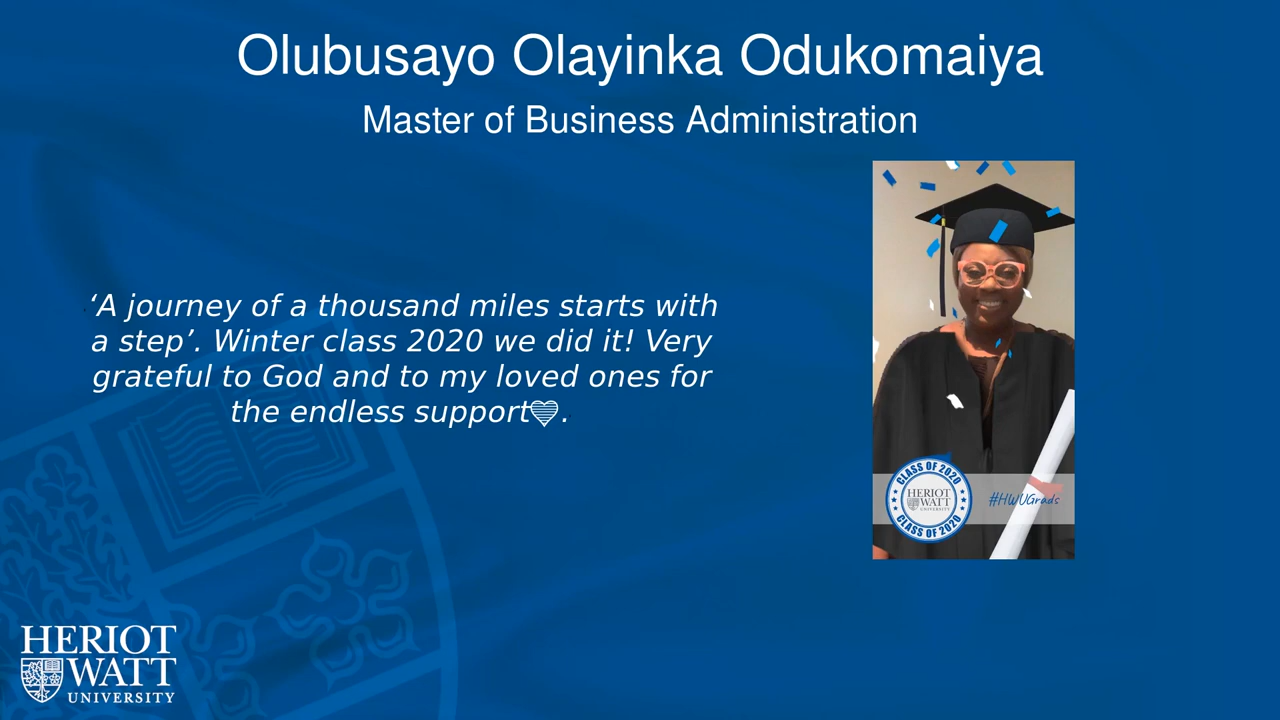 Olubusayo Olayinka Odukomaiya
Master of Business Administration
‘A journey of a thousand miles starts with
a step’. Winter class 2020 we did it! Very
grateful to God and to my loved ones for
the endless support💟.
CLASS OF 2020
HERIOT
WATT
UNIVERSITY
CLASS OF 2020
#HWUGrads
HERIOT
WATT
UNIVERSITY